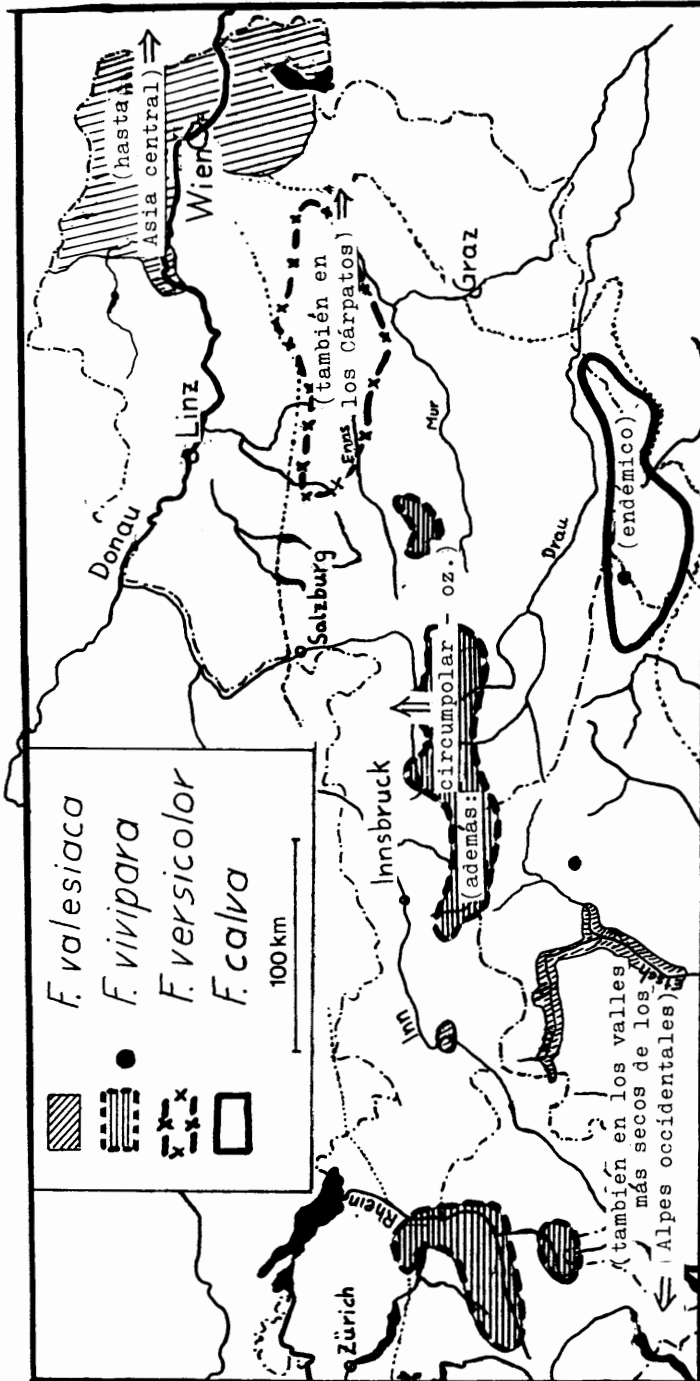 F. valesiaca
F. vivipara
F. versicolor
F. calva
100 km
(hasta
Asia central)
Wien
Donau
Linz
Salzburg
Enns
(también en
los Cárpatos)
Mur
Graz
Drau
(endémico)
Innsbruck
Inn
circumpolar - oz.)
(además:
Zürich
Rhein
Etsch
(también en los valles
más secos de los
Alpes occidentales)